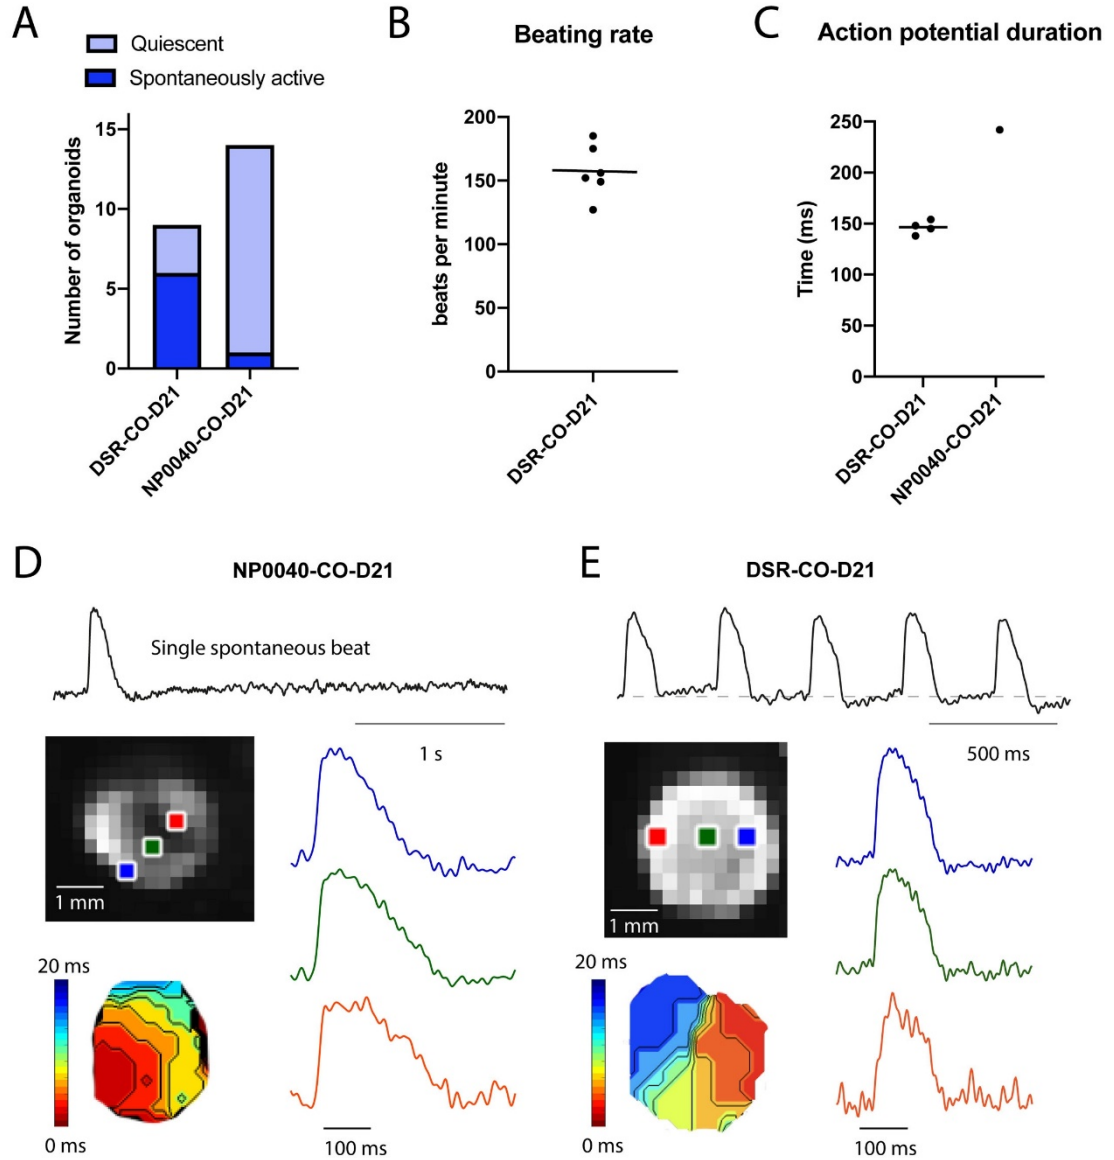 A
Quiescent
Spontaneously active
Number of organoids
15
10
5
0
DSR-CO-D21
NP0040-CO-D21
B
Beating rate
beats per minute
200
150
100
50
0
DSR-CO-D21
C
Action potential duration
Time (ms)
250
200
150
100
50
0
DSR-CO-D21
NP0040-CO-D21
D
NP0040-CO-D21
Single spontaneous beat
1 s
1 mm
20 ms
0 ms
100 ms
E
DSR-CO-D21
500 ms
1 mm
20 ms
0 ms
100 ms